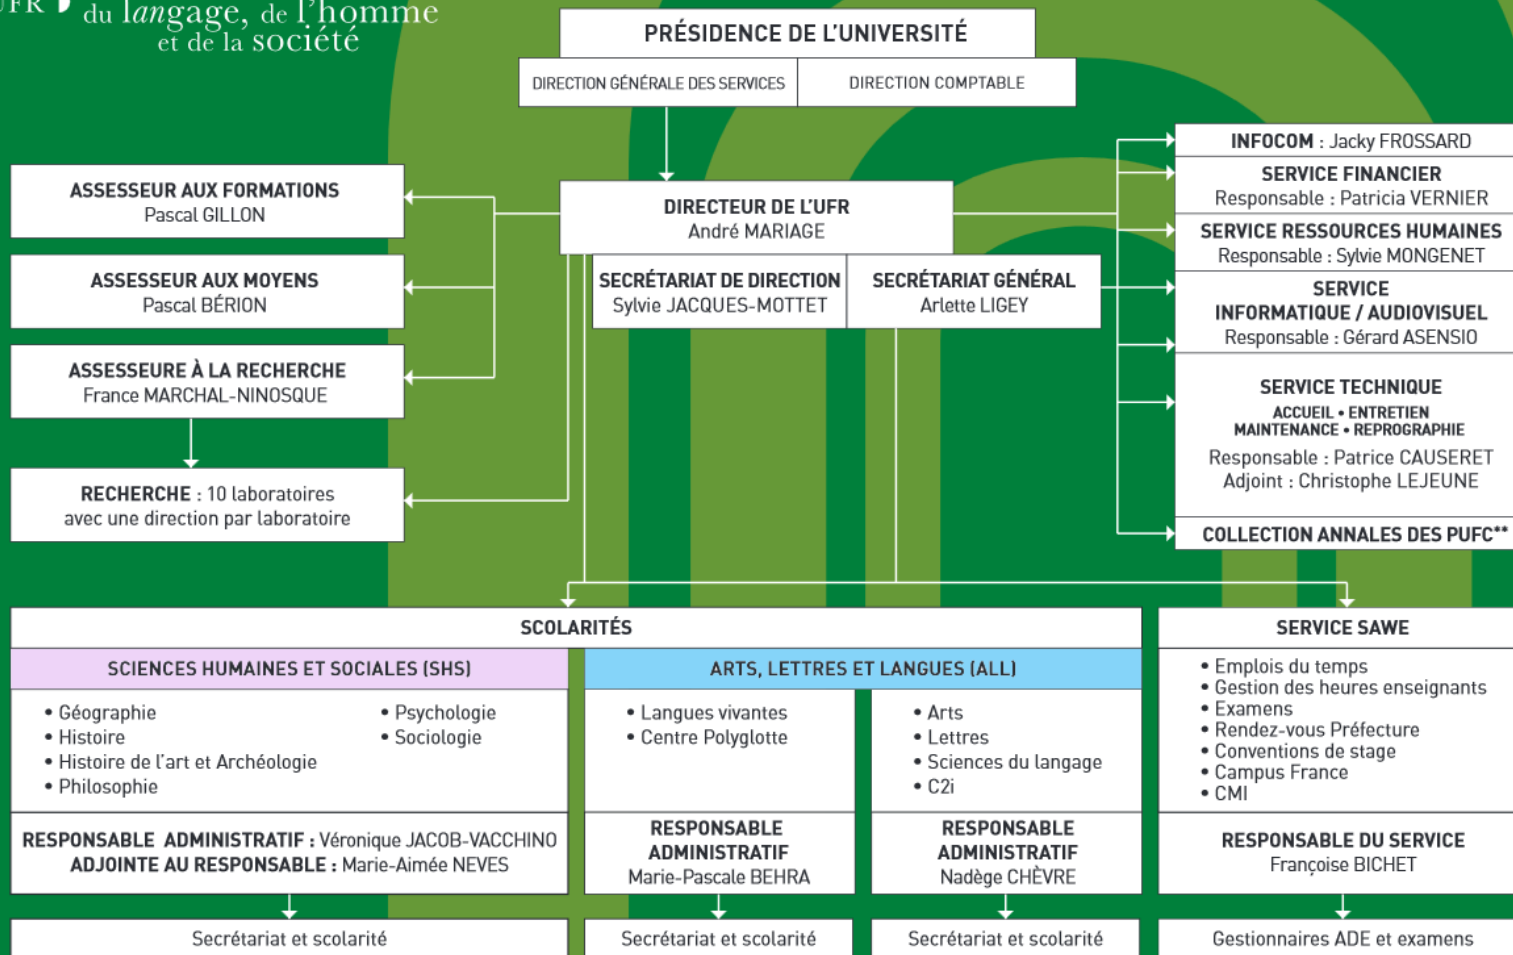 UFR
du langage, de l'homme
et de la société
PRÉSIDENCE DE L'UNIVERSITÉ
DIRECTION GÉNÉRALE DES SERVICES
DIRECTION COMPTABLE
DIRECTEUR DE L'UFR
André MARIAGE
SECRÉTARIAT DE DIRECTION
Sylvie JACQUES-MOTTET
SECRÉTARIAT GÉNÉRAL
Arlette LIGEY
ASSESSEUR AUX FORMATIONS
Pascal GILLON
ASSESSEUR AUX MOYENS
Pascal BÉRION
ASSESSEURE À LA RECHERCHE
France MARCHAL-NINOSQUE
RECHERCHE : 10 laboratoires
avec une direction par laboratoire
INFOCOM : Jacky FROSSARD
SERVICE FINANCIER
Responsable : Patricia VERNIER
SERVICE RESSOURCES HUMAINES
Responsable : Sylvie MONGENET
SERVICE
INFORMATIQUE / AUDIOVISUEL
Responsable : Gérard ASENSIO
SERVICE TECHNIQUE
ACCUEIL • ENTRETIEN
MAINTENANCE • REPROGRAPHIE
Responsable : Patrice CAUSERET
Adjoint : Christophe LEJEUNE
COLLECTION ANNALES DES PUFC**
SCOLARITÉS
SCIENCES HUMAINES ET SOCIALES (SHS)
• Géographie
• Histoire
• Histoire de l'art et Archéologie
• Philosophie
• Psychologie
• Sociologie
RESPONSABLE ADMINISTRATIF : Véronique JACOB-VACCHINO
ADJOINTE AU RESPONSABLE : Marie-Aimée NEVES
Secrétariat et scolarité
ARTS, LETTRES ET LANGUES (ALL)
• Langues vivantes
• Centre Polyglotte
RESPONSABLE
ADMINISTRATIF
Marie-Pascale BEHRA
Secrétariat et scolarité
• Arts
• Lettres
• Sciences du langage
• C2i
RESPONSABLE
ADMINISTRATIF
Nadège CHÈVRE
Secrétariat et scolarité
SERVICE SAWE
• Emplois du temps
• Gestion des heures enseignants
• Examens
• Rendez-vous Préfecture
• Conventions de stage
• Campus France
• CMI
RESPONSABLE DU SERVICE
Françoise BICHET
Gestionnaires ADE et examens